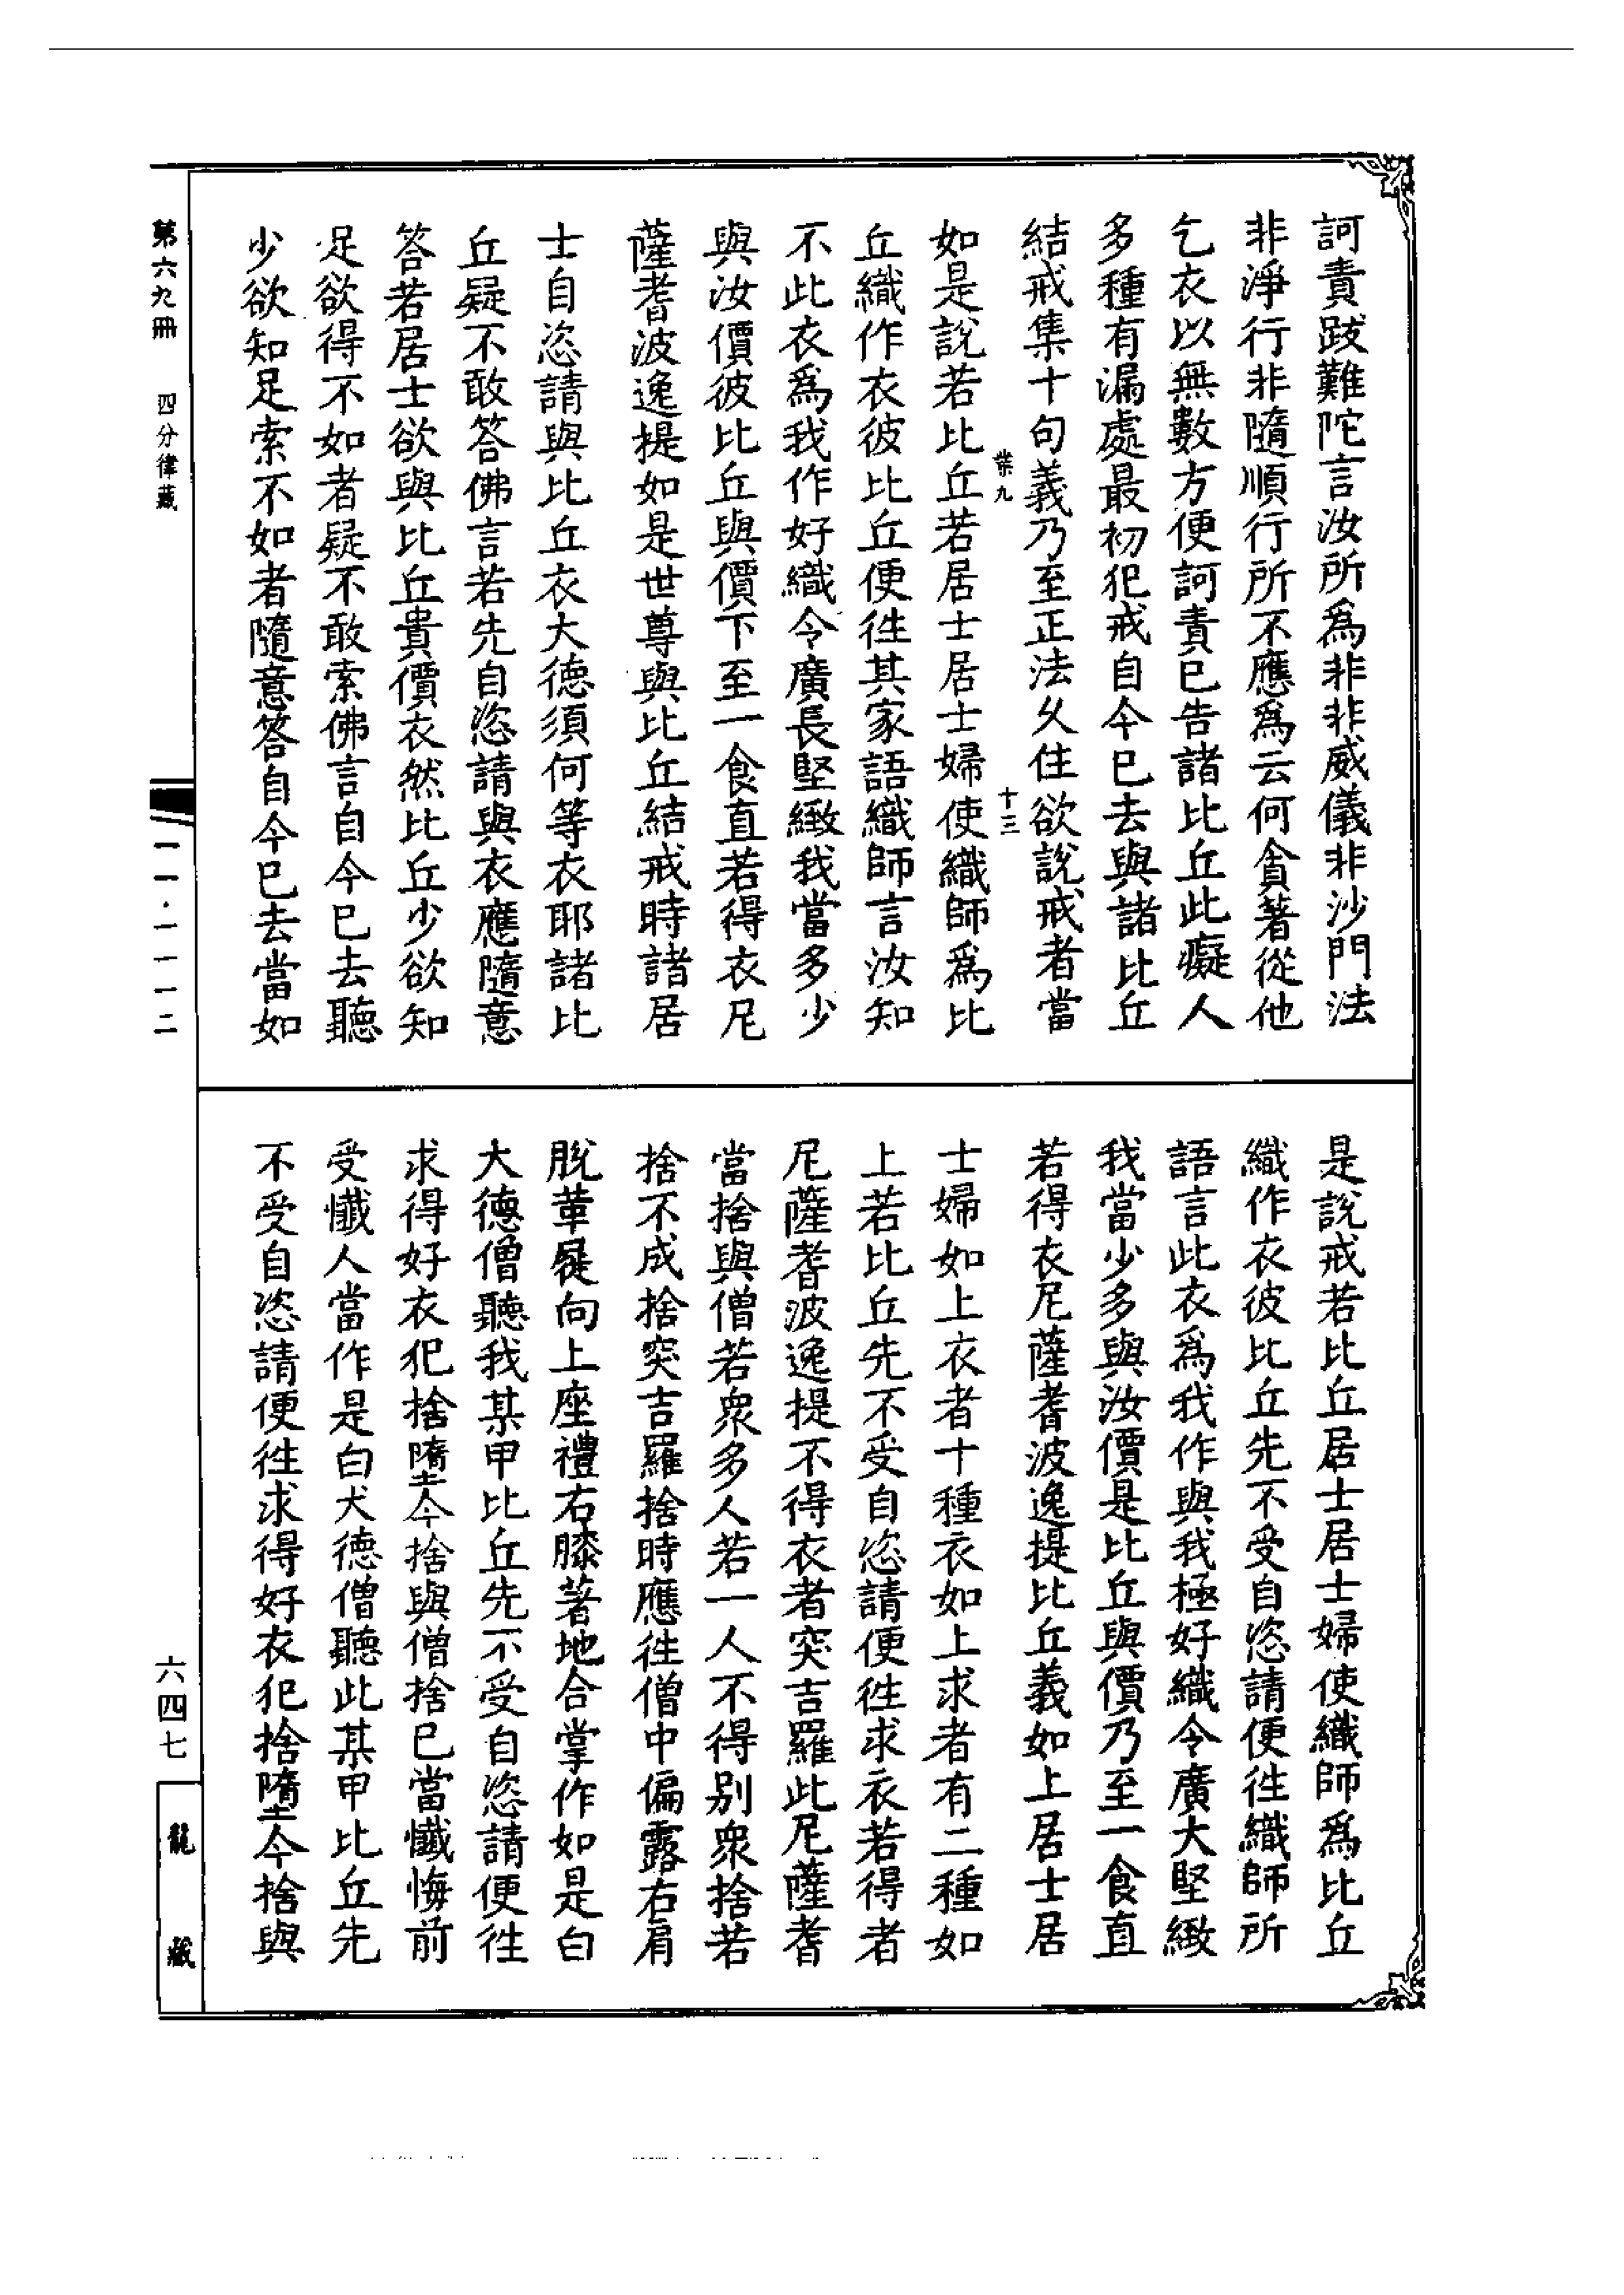 訶責跋難陀言汝所爲非非威儀非沙門法
非淨行非隨順行所不應爲云何貪著從他
乞衣以無數方便訶責已告諸比丘此癡人
多種有漏處最初犯戒自今已去與諸比丘
結戒集十句義乃至正法久住欲說戒者當
業九 十三
如是說若比丘若居士居士婦使織師爲比
丘織作衣彼比丘便徃其家語織師言汝知
不此衣爲我作好織令廣長堅緻我當多少
與汝價彼比丘與價下至一食直若得衣尼
薩耆波逸提如是世尊與比丘結戒時諸居
士自恣請與比丘衣大德須何等衣耶諸比
丘疑不敢答佛言若先自恣請與衣應隨意
答若居士欲與比丘貴價衣然比丘少欲知
足欲得不如者疑不敢索佛言自今已去聽
少欲知足索不如者隨意答自今已去當如
是說戒若比丘居士居士婦使織師爲比丘
織作衣彼比丘先不受自恣請便徃織師所
語言此衣爲我作與我極好織令廣大堅緻
我當少多與汝價是比丘與價乃至一食直
若得衣尼薩耆波逸提比丘義如上居士居
士婦如上衣者十種衣如上求者有二種如
上若比丘先不受自恣請便徃求衣若得者
尼薩耆波逸提不得衣者突吉羅此尼薩耆
當捨與僧若衆多人若一人不得别衆捨若
捨不成捨突吉羅捨時應徃僧中偏露右肩
脫革屣向上座禮右膝著地合掌作如是白
大德僧聽我某甲比丘先不受自恣請便徃
求得好衣犯捨墮今捨與僧捨已當懺悔前
受懺人當作是白大德僧聽此某甲比丘先
不受自恣請便徃求得好衣犯捨墮今捨與
第六九冊 四分律藏
一一·一一一二
六四七
龍藏